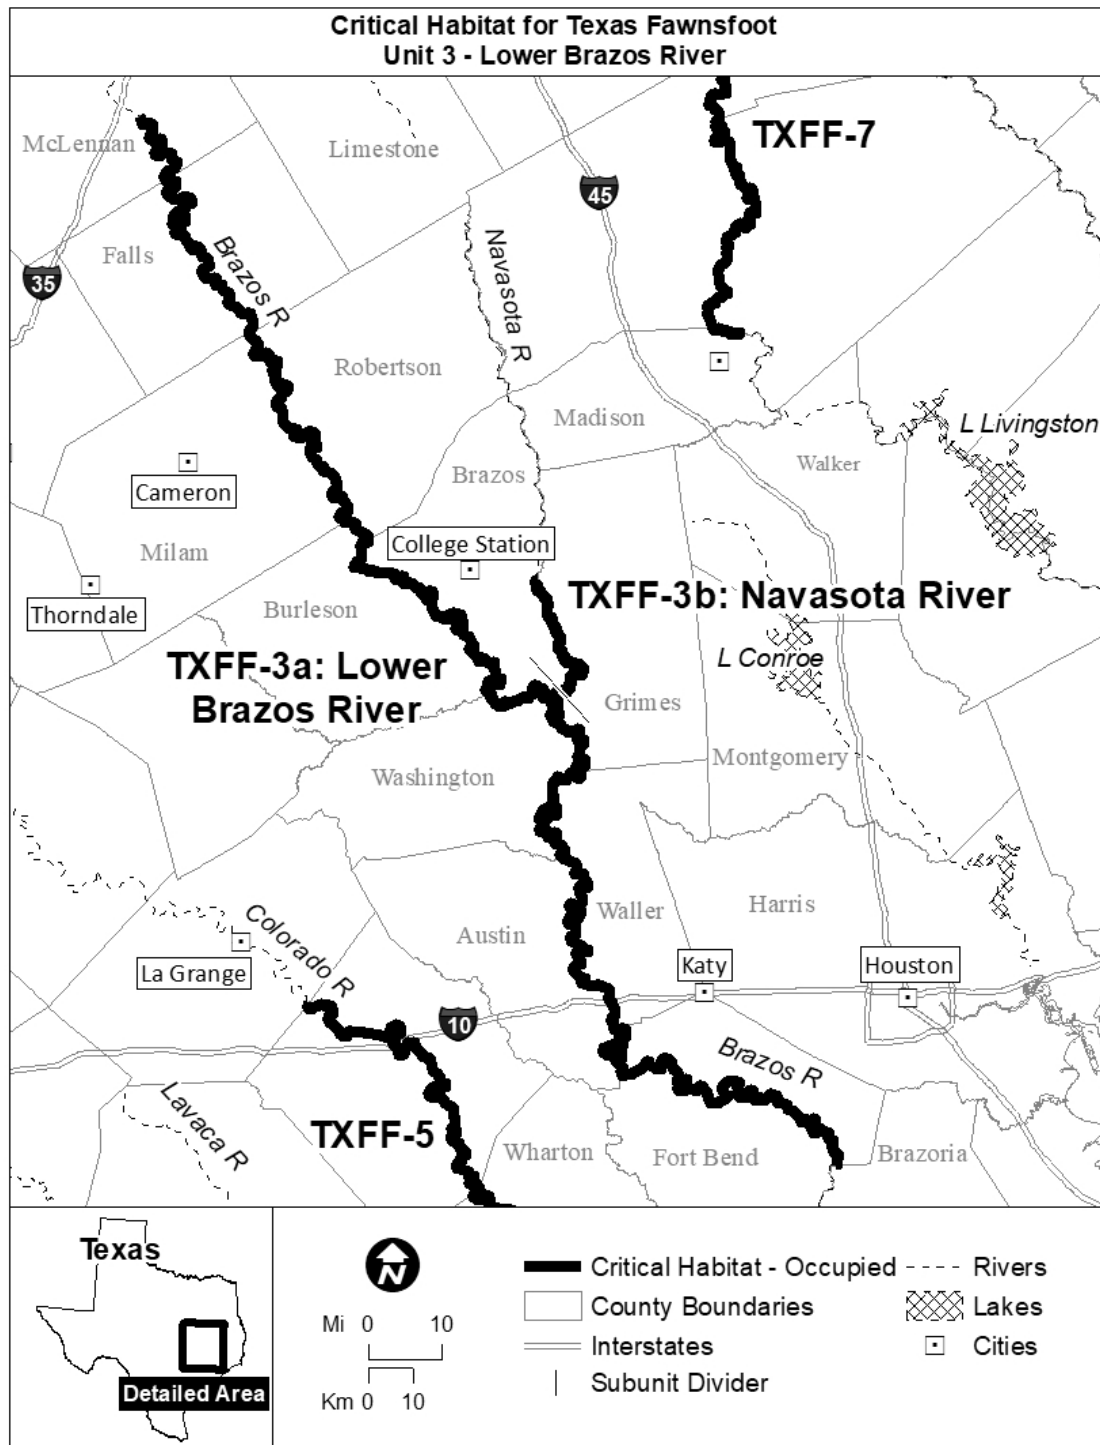 Critical Habitat for Texas Fawnsfoot
Unit 3 - Lower Brazos River
TXFF-7
McLennan
Limestone
45
Falls
35
Brazos R
Navasota R
Robertson
Madison
L Livingston
Brazos
Walker
Cameron
College Station
Milam
Thorndale
Burleson
TXFF-3b: Navasota River
TXFF-3a: Lower
Brazos River
L Conroe
Grimes
Montgomery
Washington
Waller
Harris
Austin
Colorado R
La Grange
Katy
Houston
10
Brazos R
Lavaca R
TXFF-5
Wharton
Fort Bend
Brazoria
Texas
Detailed Area
N
Mi 0 10
Km 0 10
Critical Habitat - Occupied
County Boundaries
Interstates
Subunit Divider
Rivers
Lakes
Cities